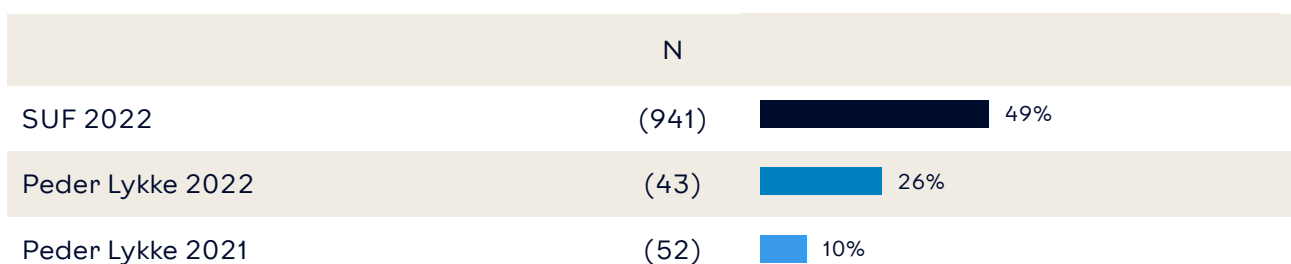 N
SUF 2022 (941) 49%
Peder Lykke 2022 (43) 26%
Peder Lykke 2021 (52) 10%